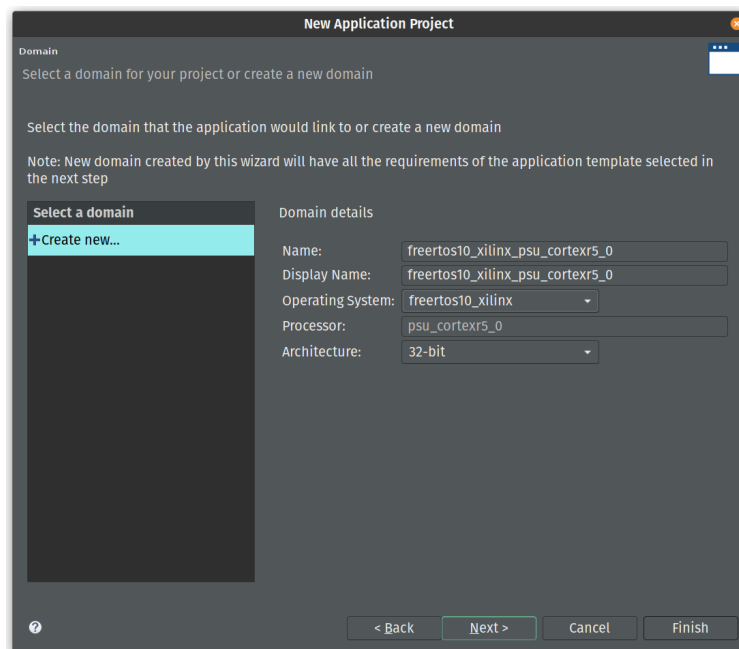 New Application Project
Domain
Select a domain for your project or create a new domain
Select the domain that the application would link to or create a new domain
Note: New domain created by this wizard will have all the requirements of the application template selected in
the next step
Select a domain
Create new...
Domain details
Name: freertos10_xilinx_psu_cortexr5_0
Display Name: freertos10_xilinx_psu_cortexr5_0
Operating System: freertos10_xilinx
Processor: psu_cortexr5_0
Architecture: 32-bit
< Back Next > Cancel Finish